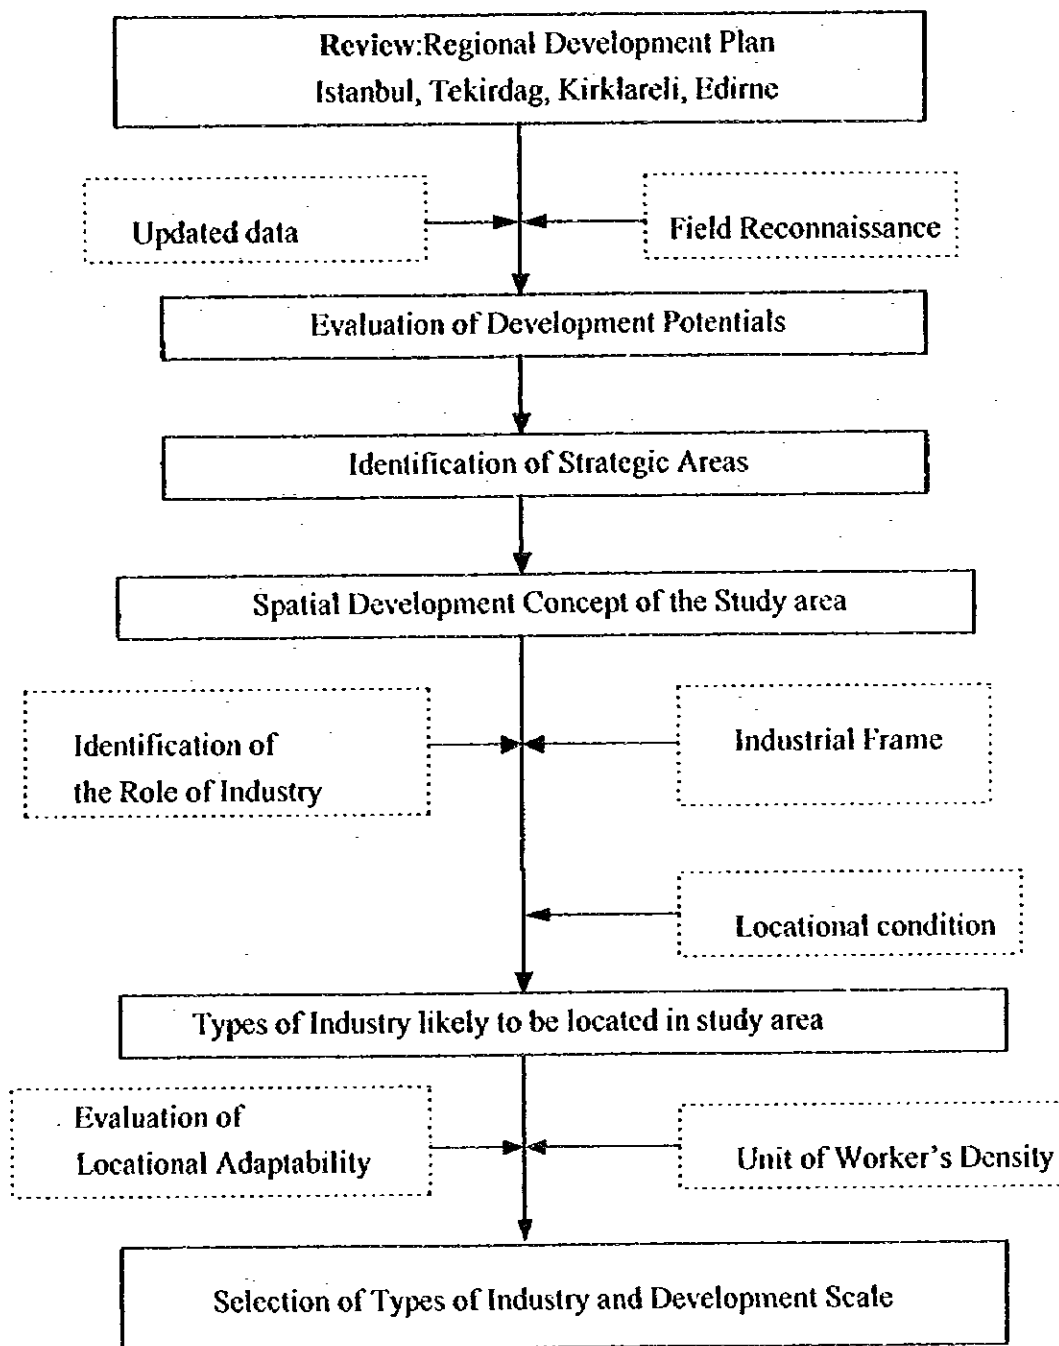 Review:Regional Development Plan
Istanbul, Tekirdag, Kirklareli, Edirne
Updated data
Field Reconnaissance
Evaluation of Development Potentials
Identification of Strategic Areas
Spatial Development Concept of the Study area
Identification of
the Role of Industry
Industrial Frame
Locational condition
Types of Industry likely to be located in study area
Evaluation of
Locational Adaptability
Unit of Worker's Density
Selection of Types of Industry and Development Scale